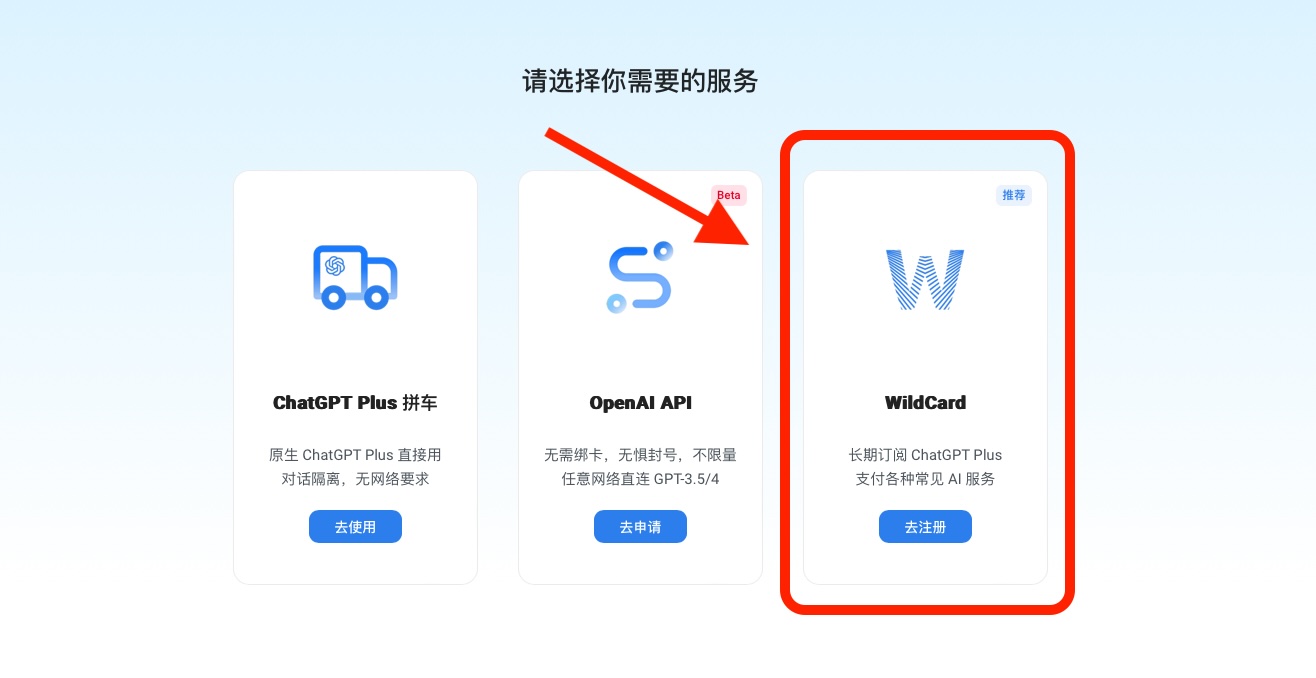 请选择你需要的服务
ChatGPT Plus 拼车
原生 ChatGPT Plus 直接用
对话隔离，无网络要求
去使用
Beta
OpenAI API
无需绑卡，无惧封号，不限量
任意网络直连 GPT-3.5/4
去申请
推荐
W
WildCard
长期订阅 ChatGPT Plus
支付各种常见 AI 服务
去注册